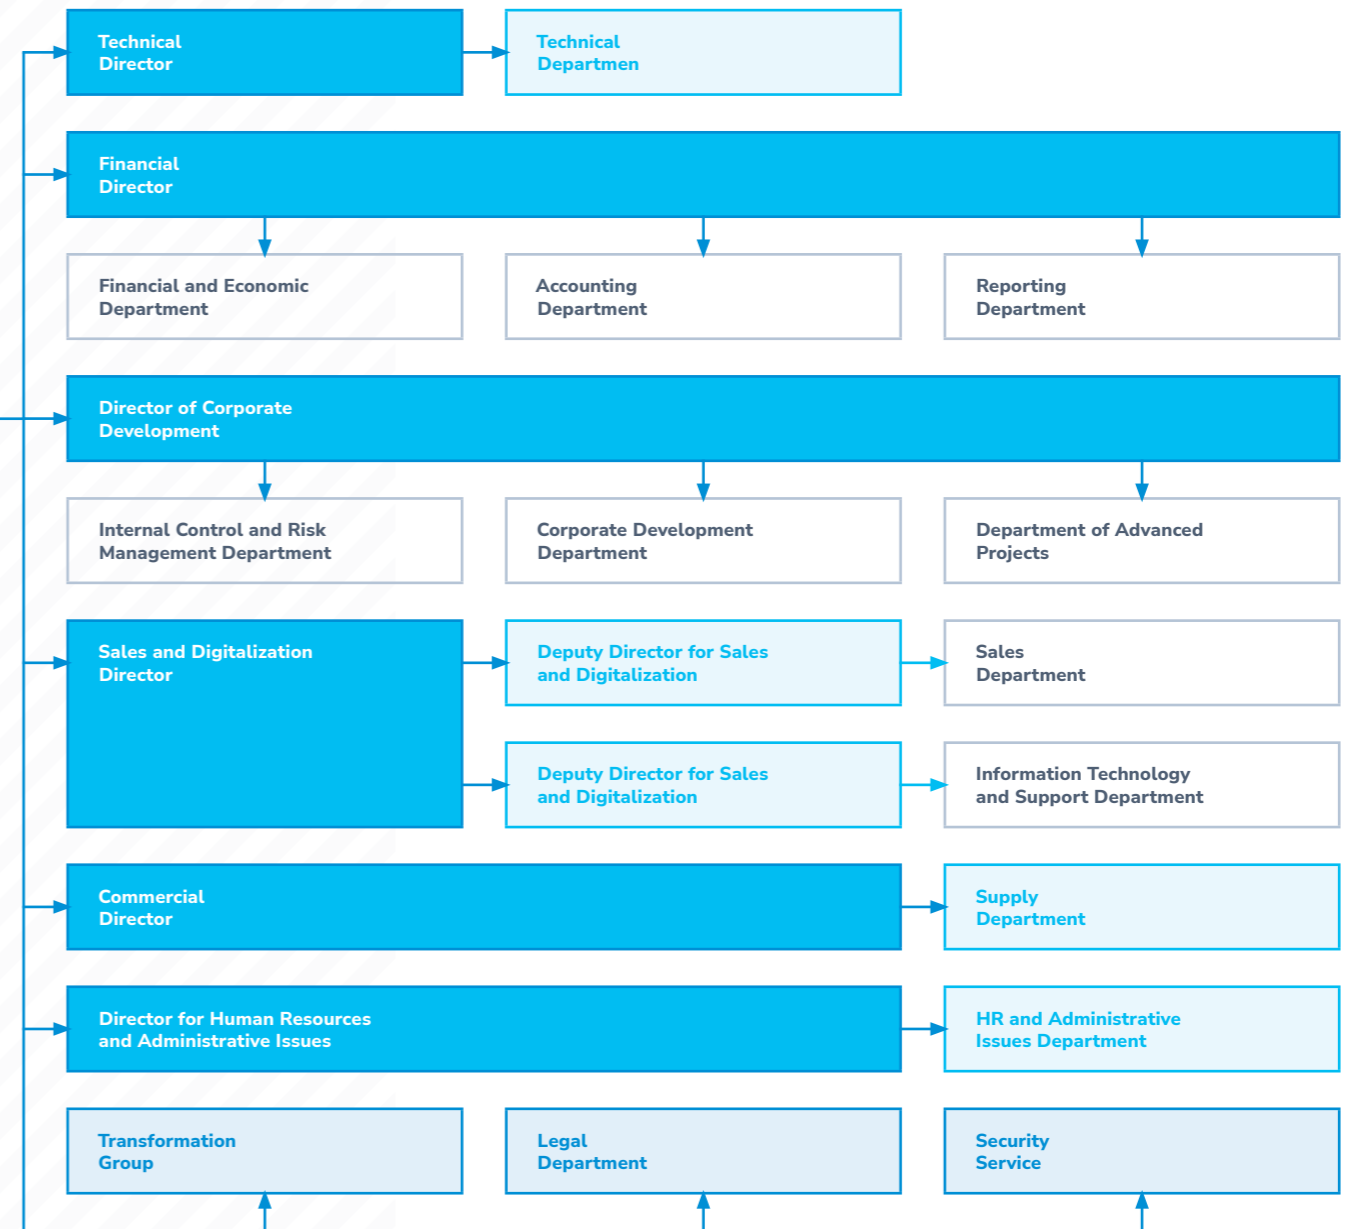 Technical
Director
Technical
Departmen
Financial
Director
Financial and Economic
Department
Accounting
Department
Reporting
Department
Director of Corporate
Development
Internal Control and Risk
Management Department
Corporate Development
Department
Department of Advanced
Projects
Sales and Digitalization
Director
Deputy Director for Sales
and Digitalization
Sales
Department
Deputy Director for Sales
and Digitalization
Information Technology
and Support Department
Commercial
Director
Supply
Department
Director for Human Resources
and Administrative Issues
HR and Administrative
Issues Department
Transformation
Group
Legal
Department
Security
Service